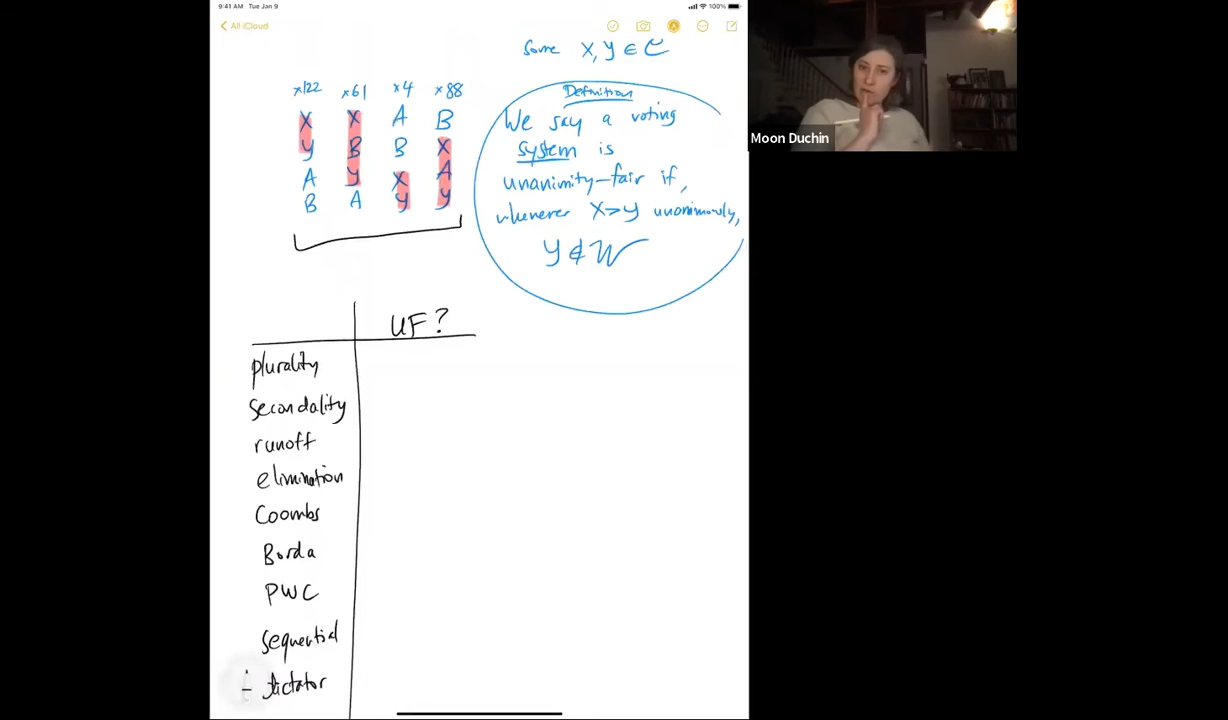 9:41 AM Tue Jan 9
100%
All iCloud
Some X, Y ∈ C
x122 x61 x4 x88
X X A B
Y B B X
A Y X A
B A Y Y
Definition
We say a voting
system is
unanimity-fair if,
whenever X>Y unanimously,
Y ∉ W
UF?
plurality
secondality
runoff
elimination
Coombs
Borda
PWC
sequential
dictator
Moon Duchin